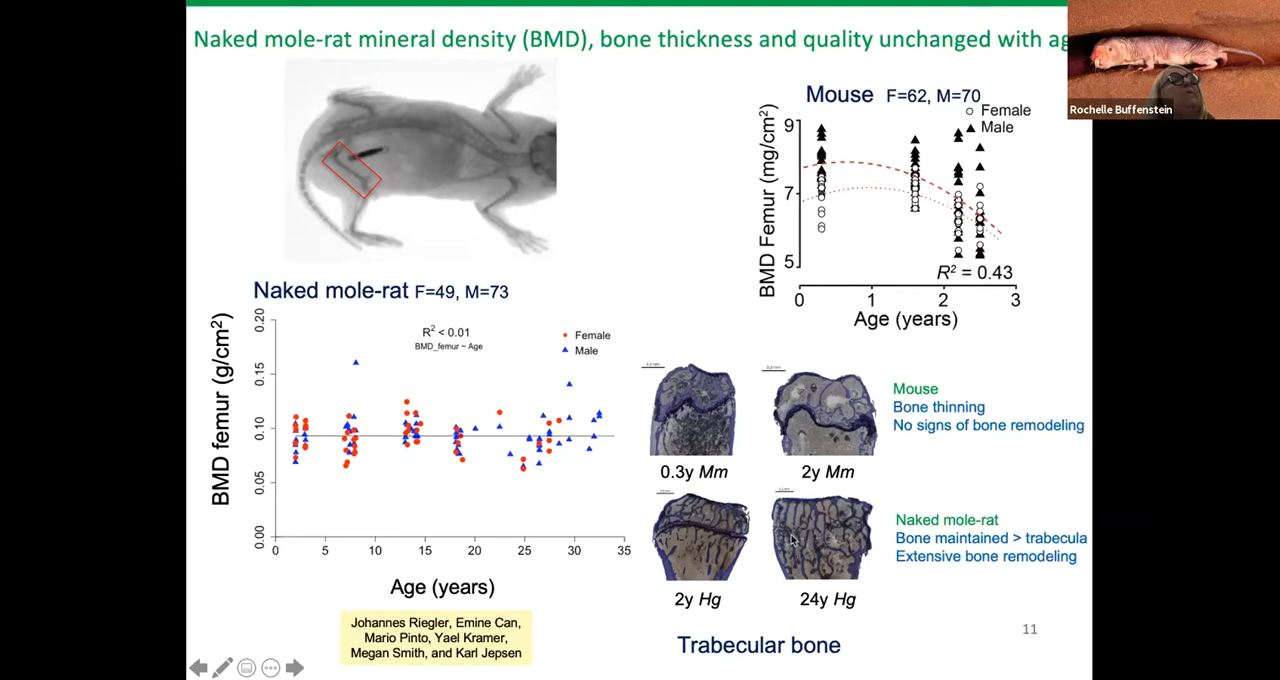 Naked mole-rat mineral density (BMD), bone thickness and quality unchanged with ag
Rochelle Buffenstein
Mouse F=62, M=70
Female
Male
BMD Femur (mg/cm²)
9
7
5
R² = 0.43
0 1 2 3
Age (years)
Naked mole-rat F=49, M=73
R² < 0.01
BMD_femur ~ Age
Female
Male
BMD femur (g/cm²)
0.20
0.15
0.10
0.05
0.00
0 5 10 15 20 25 30 35
Age (years)
Johannes Riegler, Emine Can,
Mario Pinto, Yael Kramer,
Megan Smith, and Karl Jepsen
0.3y Mm
2y Mm
Mouse
Bone thinning
No signs of bone remodeling
2y Hg
24y Hg
Naked mole-rat
Bone maintained > trabecula
Extensive bone remodeling
Trabecular bone
11